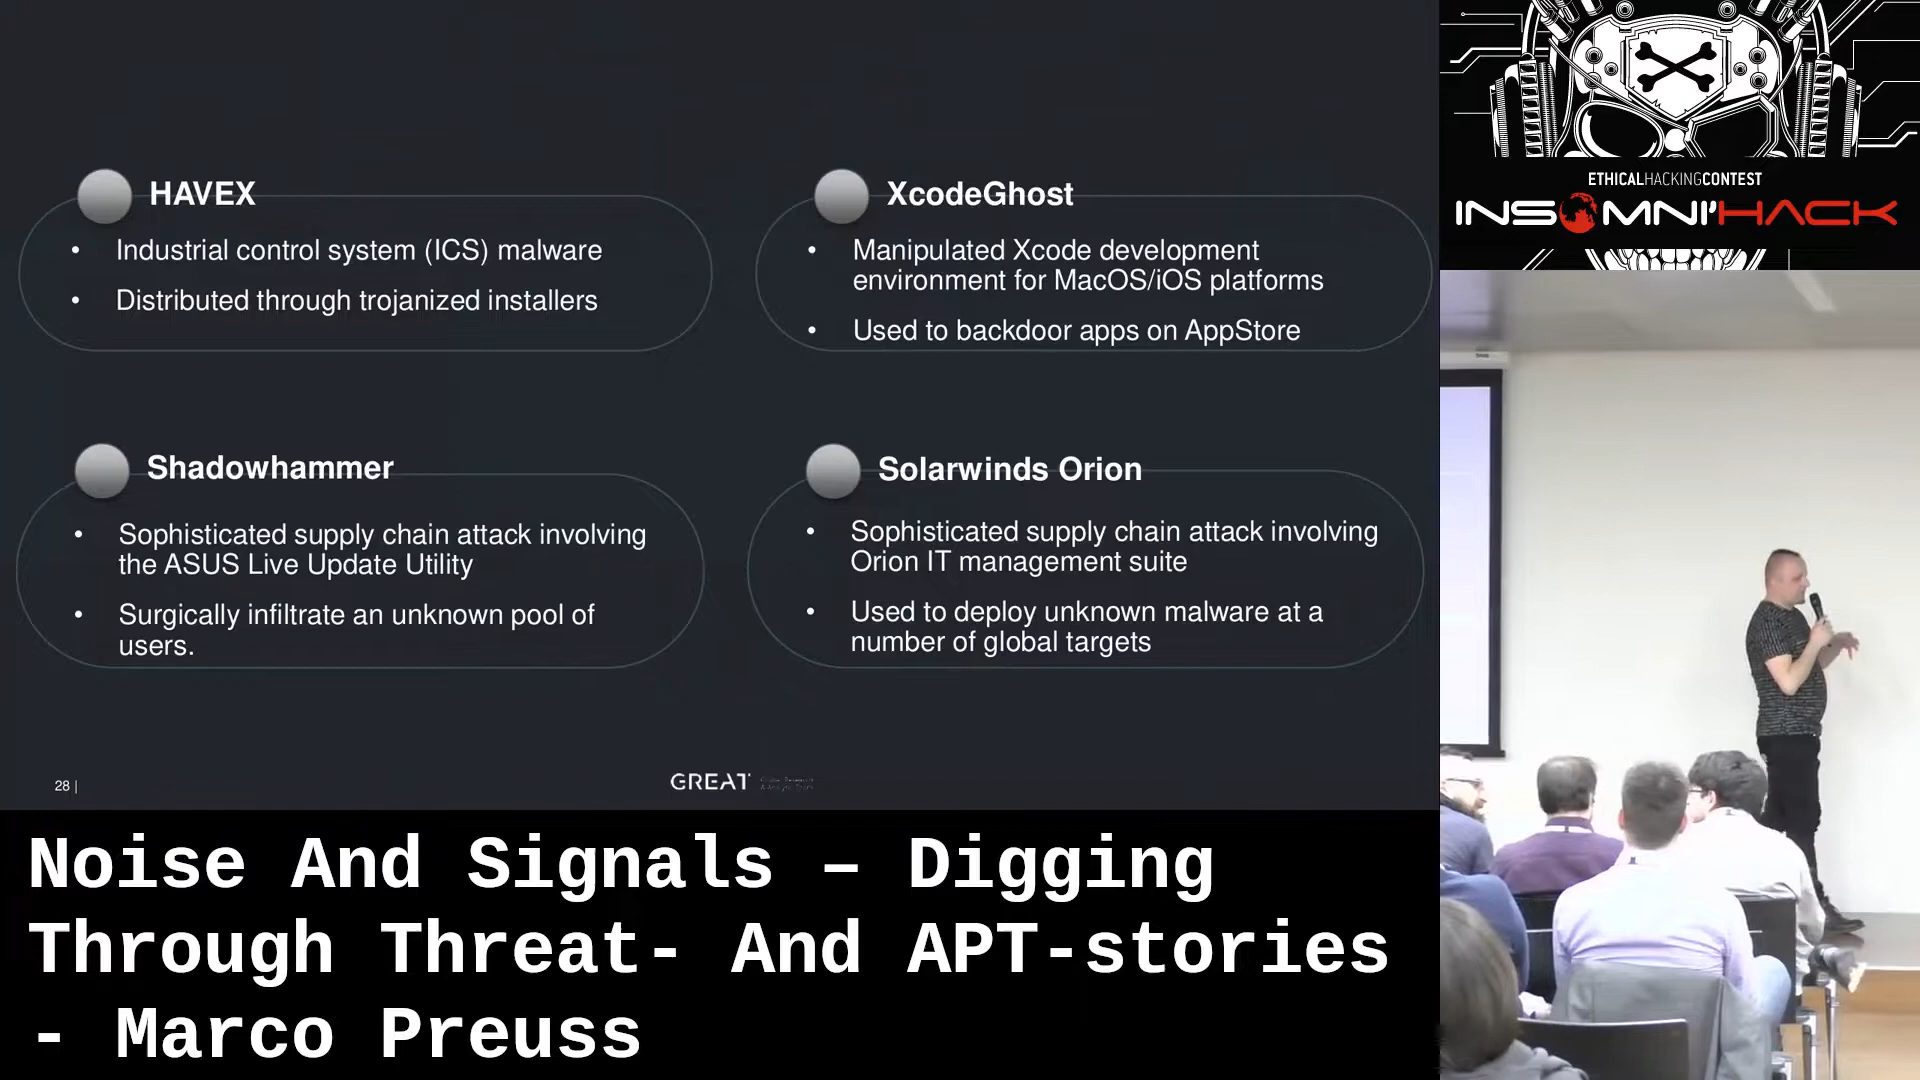 HAVEX
• Industrial control system (ICS) malware
• Distributed through trojanized installers
XcodeGhost
• Manipulated Xcode development
environment for MacOS/iOS platforms
• Used to backdoor apps on AppStore
Shadowhammer
• Sophisticated supply chain attack involving
the ASUS Live Update Utility
• Surgically infiltrate an unknown pool of
users.
Solarwinds Orion
• Sophisticated supply chain attack involving
Orion IT management suite
• Used to deploy unknown malware at a
number of global targets
28 |
GREAT
ETHICALHACKINGCONTEST
INSOMNI'HACK
Noise And Signals – Digging
Through Threat- And APT-stories
- Marco Preuss